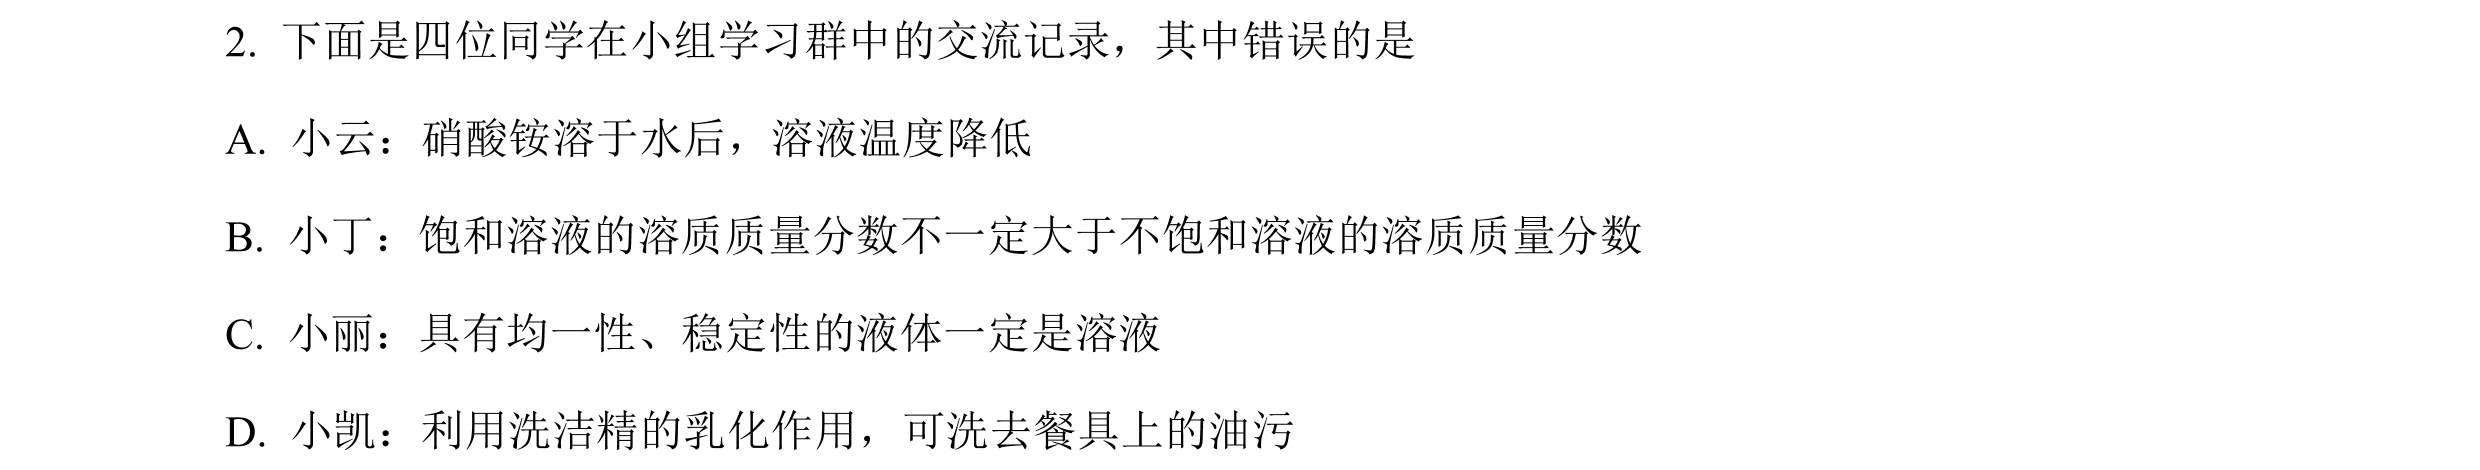 2. 下面是四位同学在小组学习群中的交流记录，其中错误的是
A. 小云：硝酸铵溶于水后，溶液温度降低
B. 小丁：饱和溶液的溶质质量分数不一定大于不饱和溶液的溶质质量分数
C. 小丽：具有均一性、稳定性的液体一定是溶液
D. 小凯：利用洗洁精的乳化作用，可洗去餐具上的油污